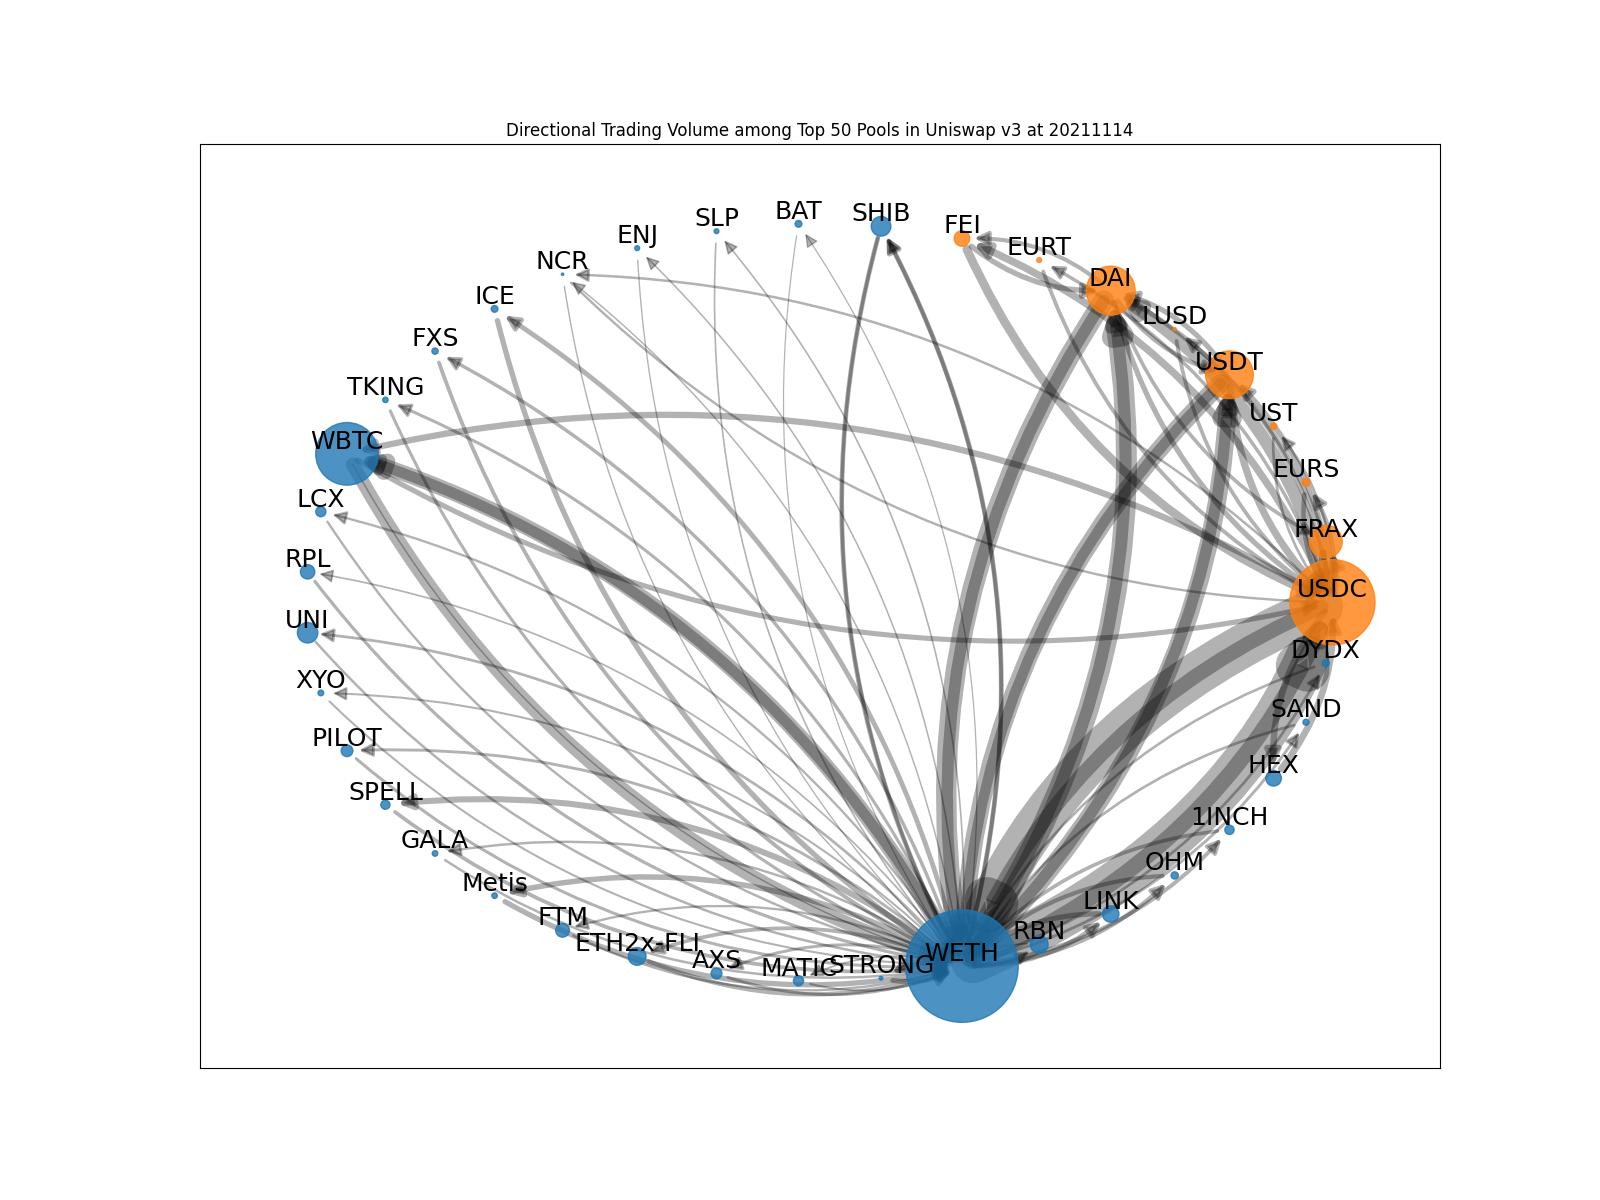 Directional Trading Volume among Top 50 Pools in Uniswap v3 at 20211114
BAT
SHIB
SLP
FEI
ENJ
EURT
NCR
DAI
ICE
LUSD
FXS
USDT
TKING
UST
WBTC
EURS
LCX
FRAX
RPL
USDC
UNI
DYDX
XYO
SAND
PILOT
HEX
SPELL
1INCH
GALA
OHM
Metis
LINK
FTM
RBN
ETH2x-FLI
WETH
AXS
MATIC
STRONG